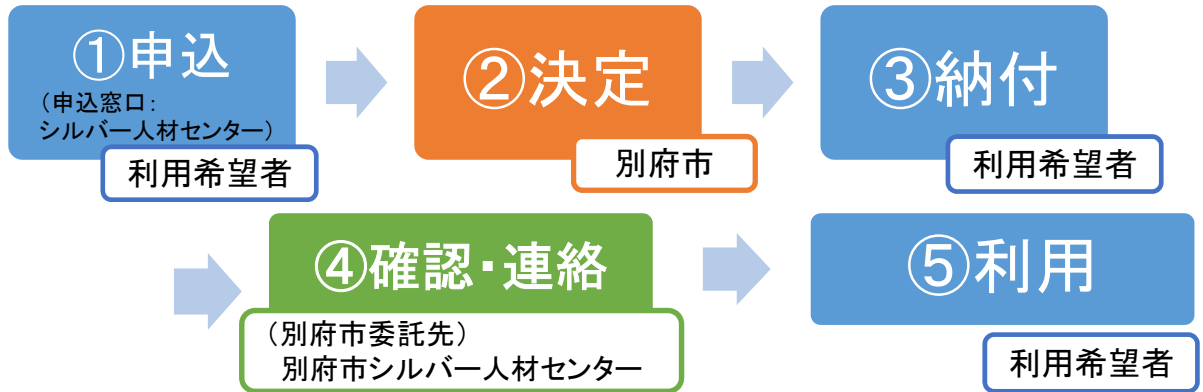 ①申込
（申込窓口：
シルバー人材センター）
利用希望者
②決定
別府市
③納付
利用希望者
④確認・連絡
（別府市委託先）
別府市シルバー人材センター
⑤利用
利用希望者